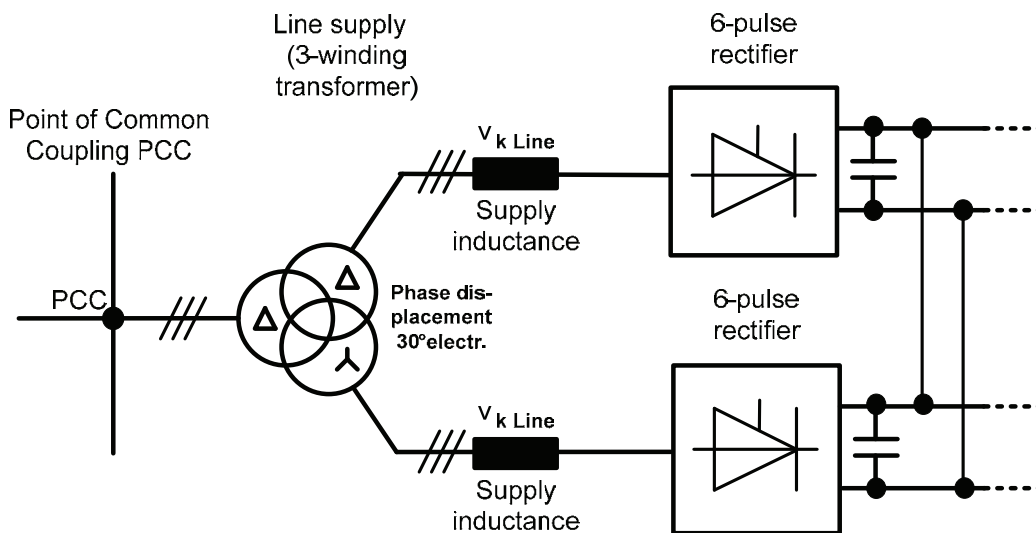 Line supply
(3-winding
transformer)
6-pulse
rectifier
Point of Common
Coupling PCC
V k Line
Supply
inductance
PCC
Phase dis-
placement
30°electr.
6-pulse
rectifier
V k Line
Supply
inductance